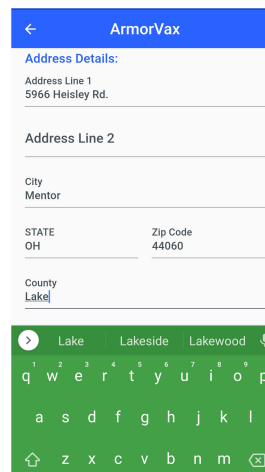 ← ArmorVax
Address Details:
Address Line 1
5966 Heisley Rd.
Address Line 2
City
Mentor
STATE Zip Code
OH 44060
County
Lake
> Lake Lakeside Lakewood
1 2 3 4 5 6 7 8 9
q w e r t y u i o p
a s d f g h j k l
z x c v b n m